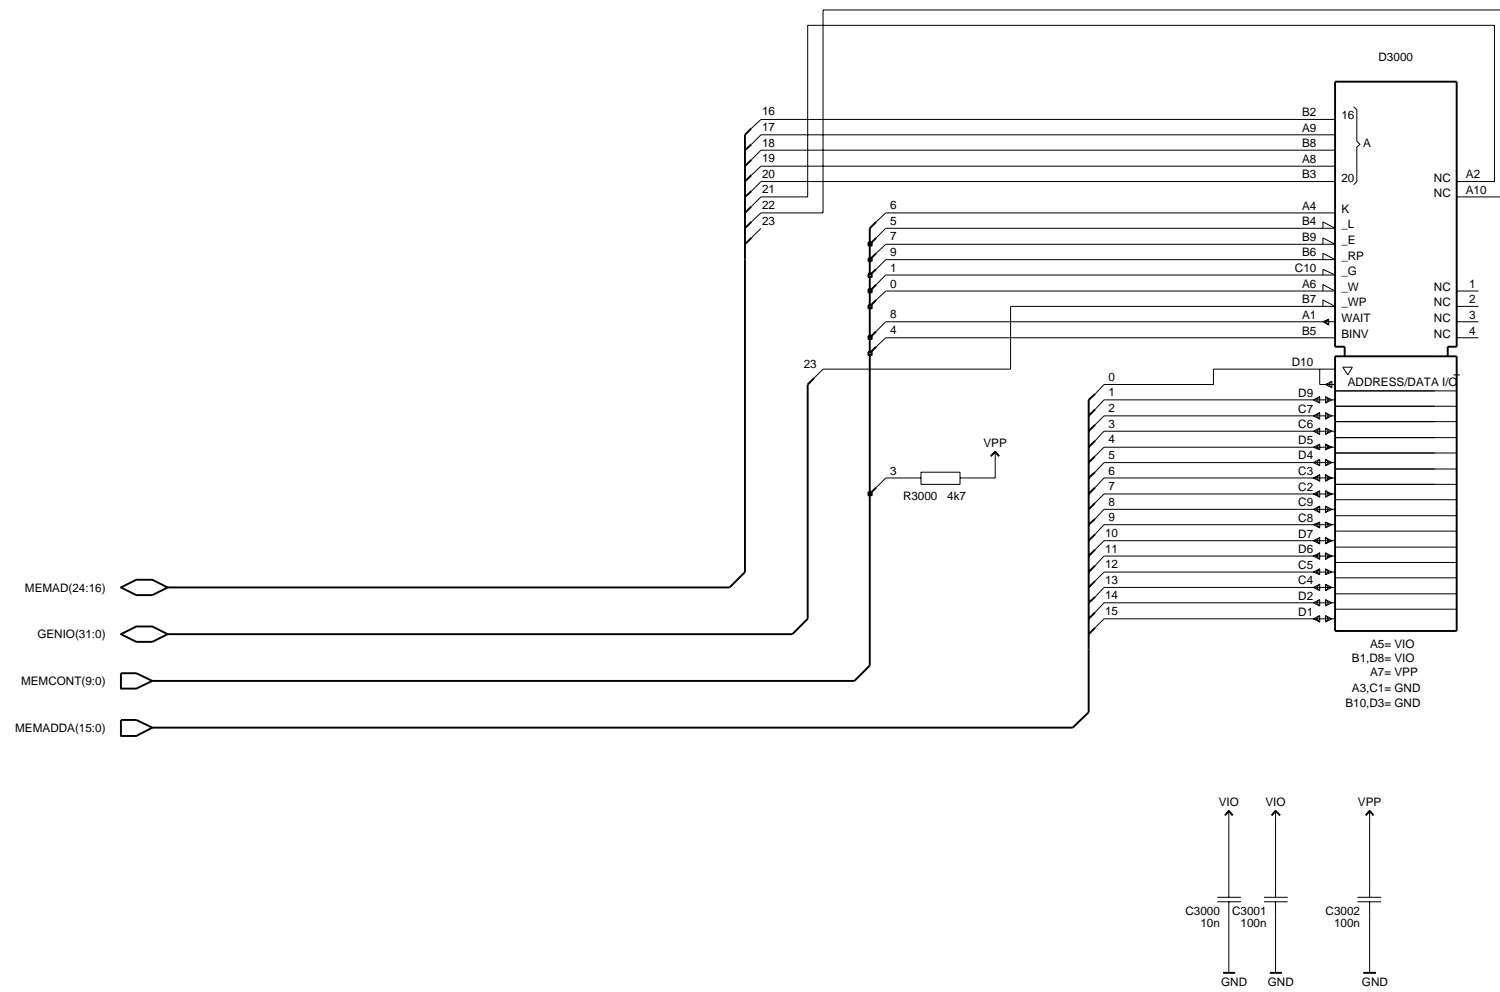 D3000
16 B2 16
17 A9
18 B8 A
19 A8
20 B3 20 NC A2
21 NC A10
22
23
6 A4 K
5 B4 _L
7 B9 _E
9 B6 _RP
1 C10 _G
0 A6 _W NC 1
B7 _WP NC 2
8 A1 WAIT NC 3
4 B5 BINV NC 4
23 D10
0 ADDRESS/DATA I/O
1 D9
2 C7
3 C6
4 D5
5 D4
6 C3
7 C2
8 C9
9 C8
10 D7
11 D6
12 C5
13 C4
14 D2
15 D1
VPP
3
R3000 4k7
MEMAD(24:16)
GENIO(31:0)
MEMCONT(9:0)
MEMADDA(15:0)
A5= VIO
B1,D8= VIO
A7= VPP
A3,C1= GND
B10,D3= GND
VIO VIO VPP
C3000 C3001 C3002
10n 100n 100n
GND GND GND